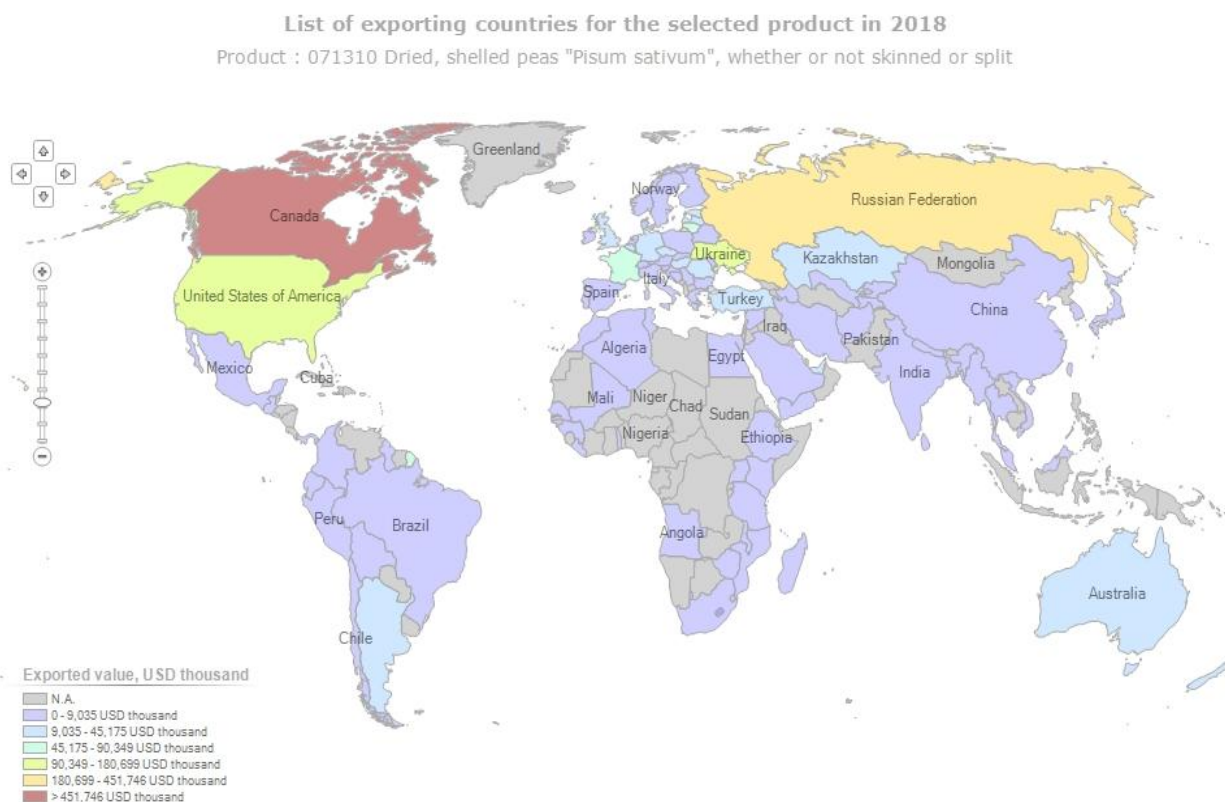 List of exporting countries for the selected product in 2018
Product : 071310 Dried, shelled peas "Pisum sativum", whether or not skinned or split
Greenland
Norway
Canada
Russian Federation
Ukraine
Kazakhstan
Mongolia
United States of America
Spain
Italy
Turkey
China
Iraq
Pakistan
Mexico
Cuba
Algeria
Egypt
India
Mali
Niger
Chad
Sudan
Nigeria
Ethiopia
Peru
Brazil
Angola
Australia
Chile
Exported value, USD thousand
N.A.
0 - 9,035 USD thousand
9,035 - 45,175 USD thousand
45,175 - 90,349 USD thousand
90,349 - 180,699 USD thousand
180,699 - 451,746 USD thousand
> 451,746 USD thousand